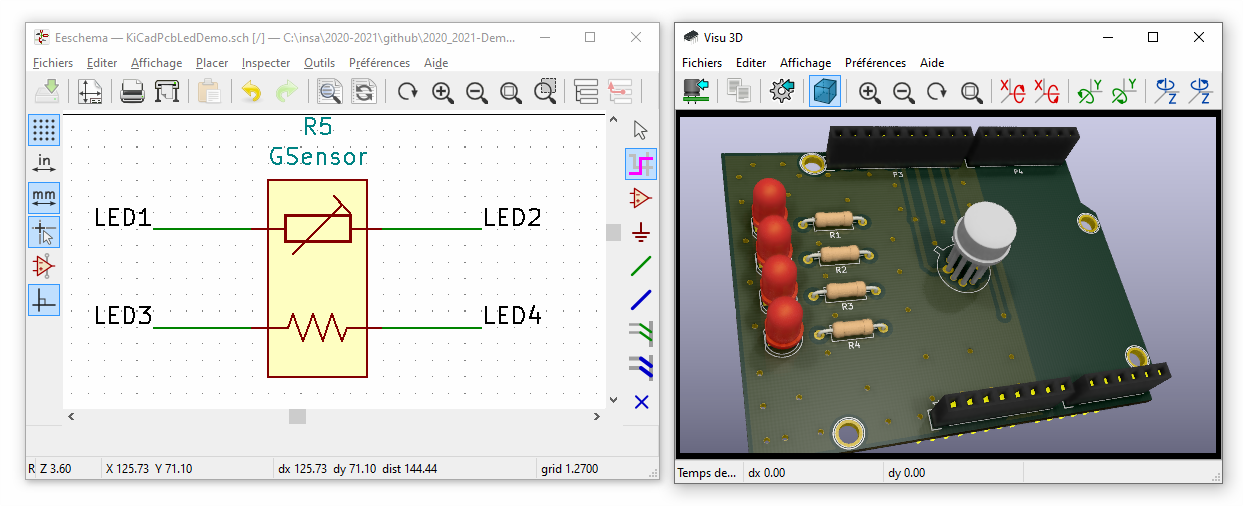 Eeschema — KiCadPcbLedDemo.sch [/] — C:\insa\2020-2021\github\2020_2021-Dem...
Fichiers Editer Affichage Placer Inspecter Outils Préférences Aide
in
mm
R5
GSensor
LED1
LED2
LED3
LED4
R Z 3.60 X 125.73 Y 71.10 dx 125.73 dy 71.10 dist 144.44 grid 1.2700
Visu 3D
Fichiers Editer Affichage Préférences Aide
X X Y Y Z Z
P3
P4
R1
R2
R3
R4
Temps de... dx 0.00 dy 0.00